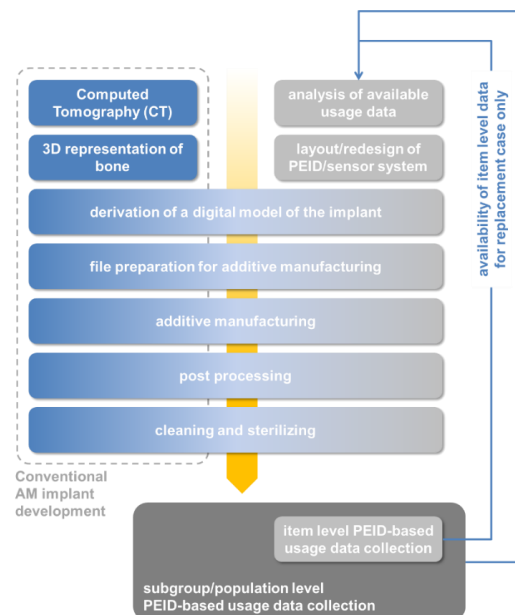 Computed
Tomography (CT)
analysis of available
usage data
3D representation of
bone
layout/redesign of
PEID/sensor system
derivation of a digital model of the implant
file preparation for additive manufacturing
additive manufacturing
post processing
cleaning and sterilizing
Conventional
AM implant
development
item level PEID-based
usage data collection
subgroup/population level
PEID-based usage data collection
availability of item level data
for replacement case only